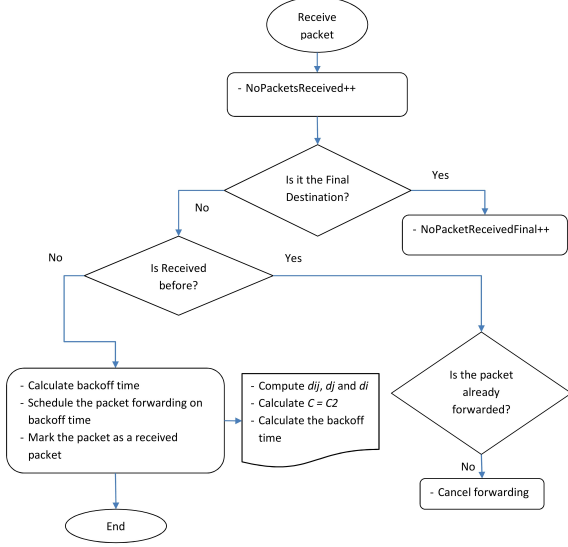 Receive
packet
- NoPacketsReceived++
Is it the Final
Destination?
Yes
No
- NoPacketReceivedFinal++
No
Is Received
before?
Yes
- Calculate backoff time
- Schedule the packet forwarding on
backoff time
- Mark the packet as a received
packet
- Compute dij, dj and di
- Calculate C = C2
- Calculate the backoff
time
Is the packet
already
forwarded?
No
- Cancel forwarding
End